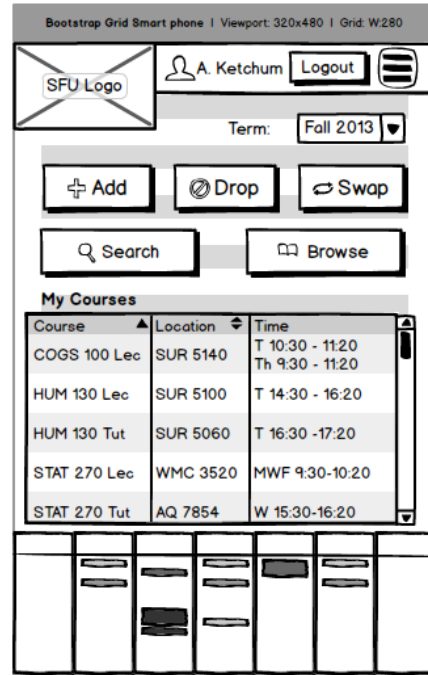 Bootstrap Grid Smart phone | Viewport: 320x480 | Grid: W:280
SFU Logo
A. Ketchum Logout
Term: Fall 2013
Add Drop Swap
Search Browse
My Courses
Course Location Time
COGS 100 Lec SUR 5140 T 10:30 - 11:20
Th 9:30 - 11:20
HUM 130 Lec SUR 5100 T 14:30 - 16:20
HUM 130 Tut SUR 5060 T 16:30 -17:20
STAT 270 Lec WMC 3520 MWF 9:30-10:20
STAT 270 Tut AQ 7854 W 15:30-16:20